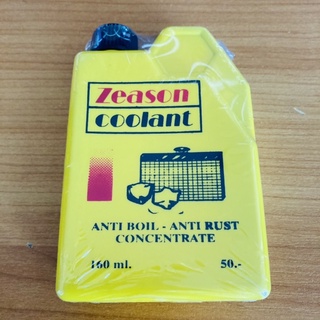 Zeason
coolant
ANTI BOIL - ANTI RUST
CONCENTRATE
160 ml. 50.-